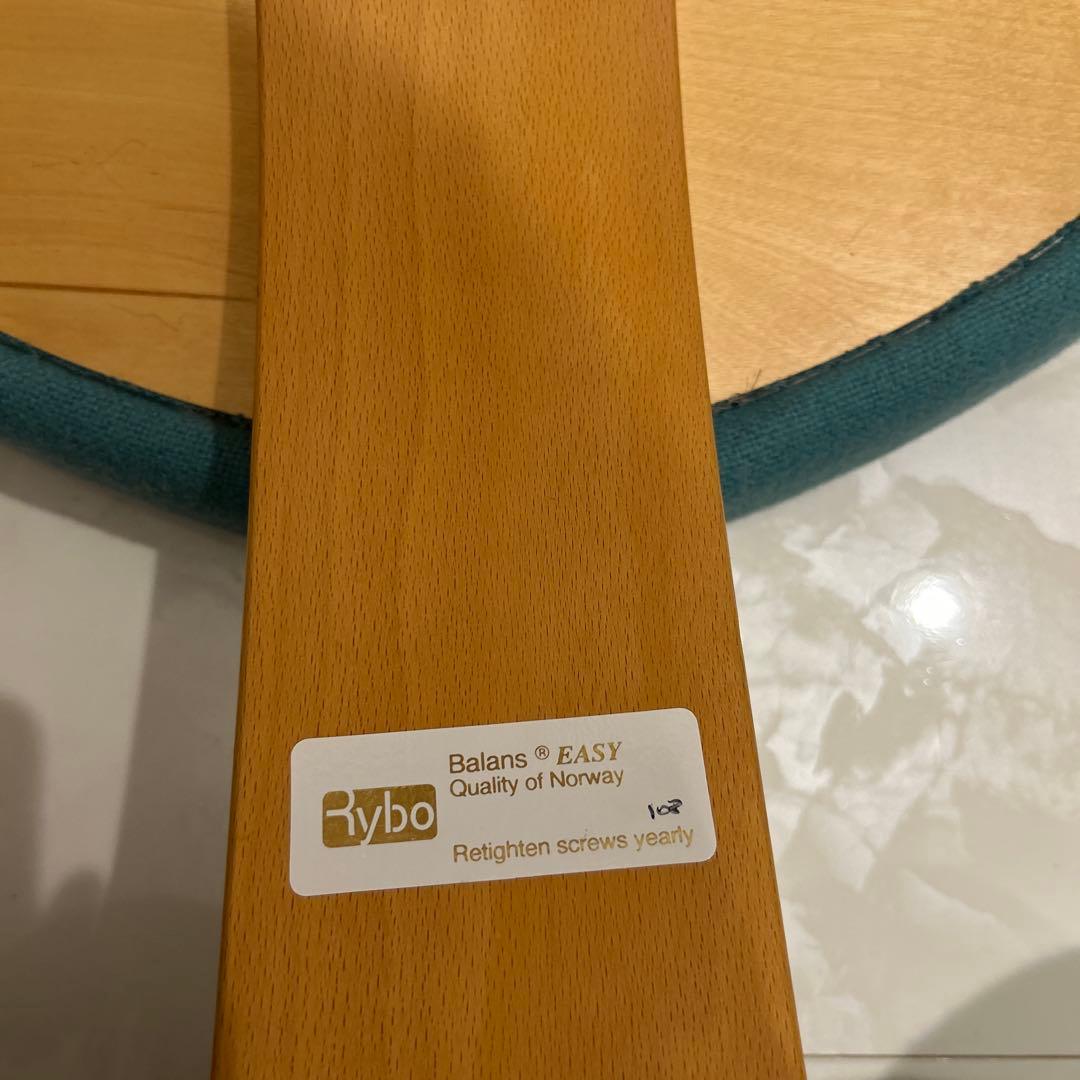 Rybo
Balans ® EASY
Quality of Norway
108
Retighten screws yearly